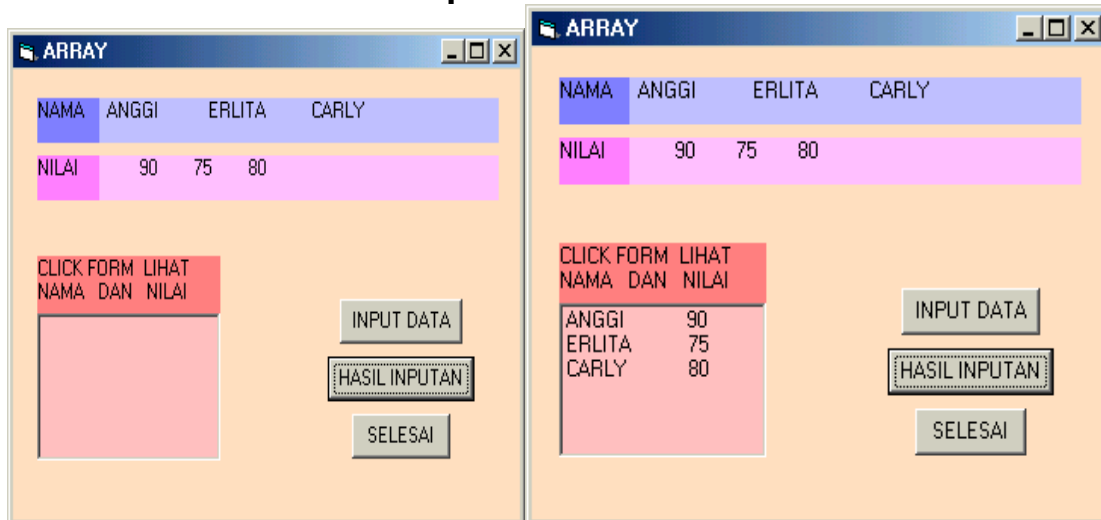 ARRAY
NAMA ANGGI ERLITA CARLY
NILAI 90 75 80
CLICK FORM LIHAT
NAMA DAN NILAI
INPUT DATA
HASIL INPUTAN
SELESAI
ARRAY
NAMA ANGGI ERLITA CARLY
NILAI 90 75 80
CLICK FORM LIHAT
NAMA DAN NILAI
ANGGI 90
ERLITA 75
CARLY 80
INPUT DATA
HASIL INPUTAN
SELESAI